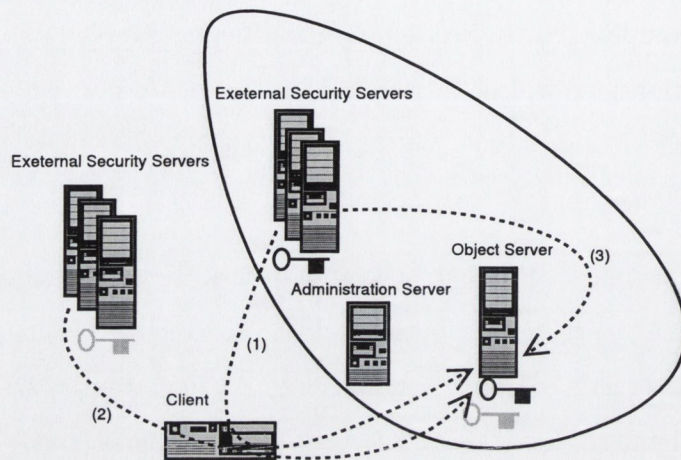 Exeternal Security Servers
Exeternal Security Servers
(3)
Object Server
Administration Server
(1)
Client
(2)